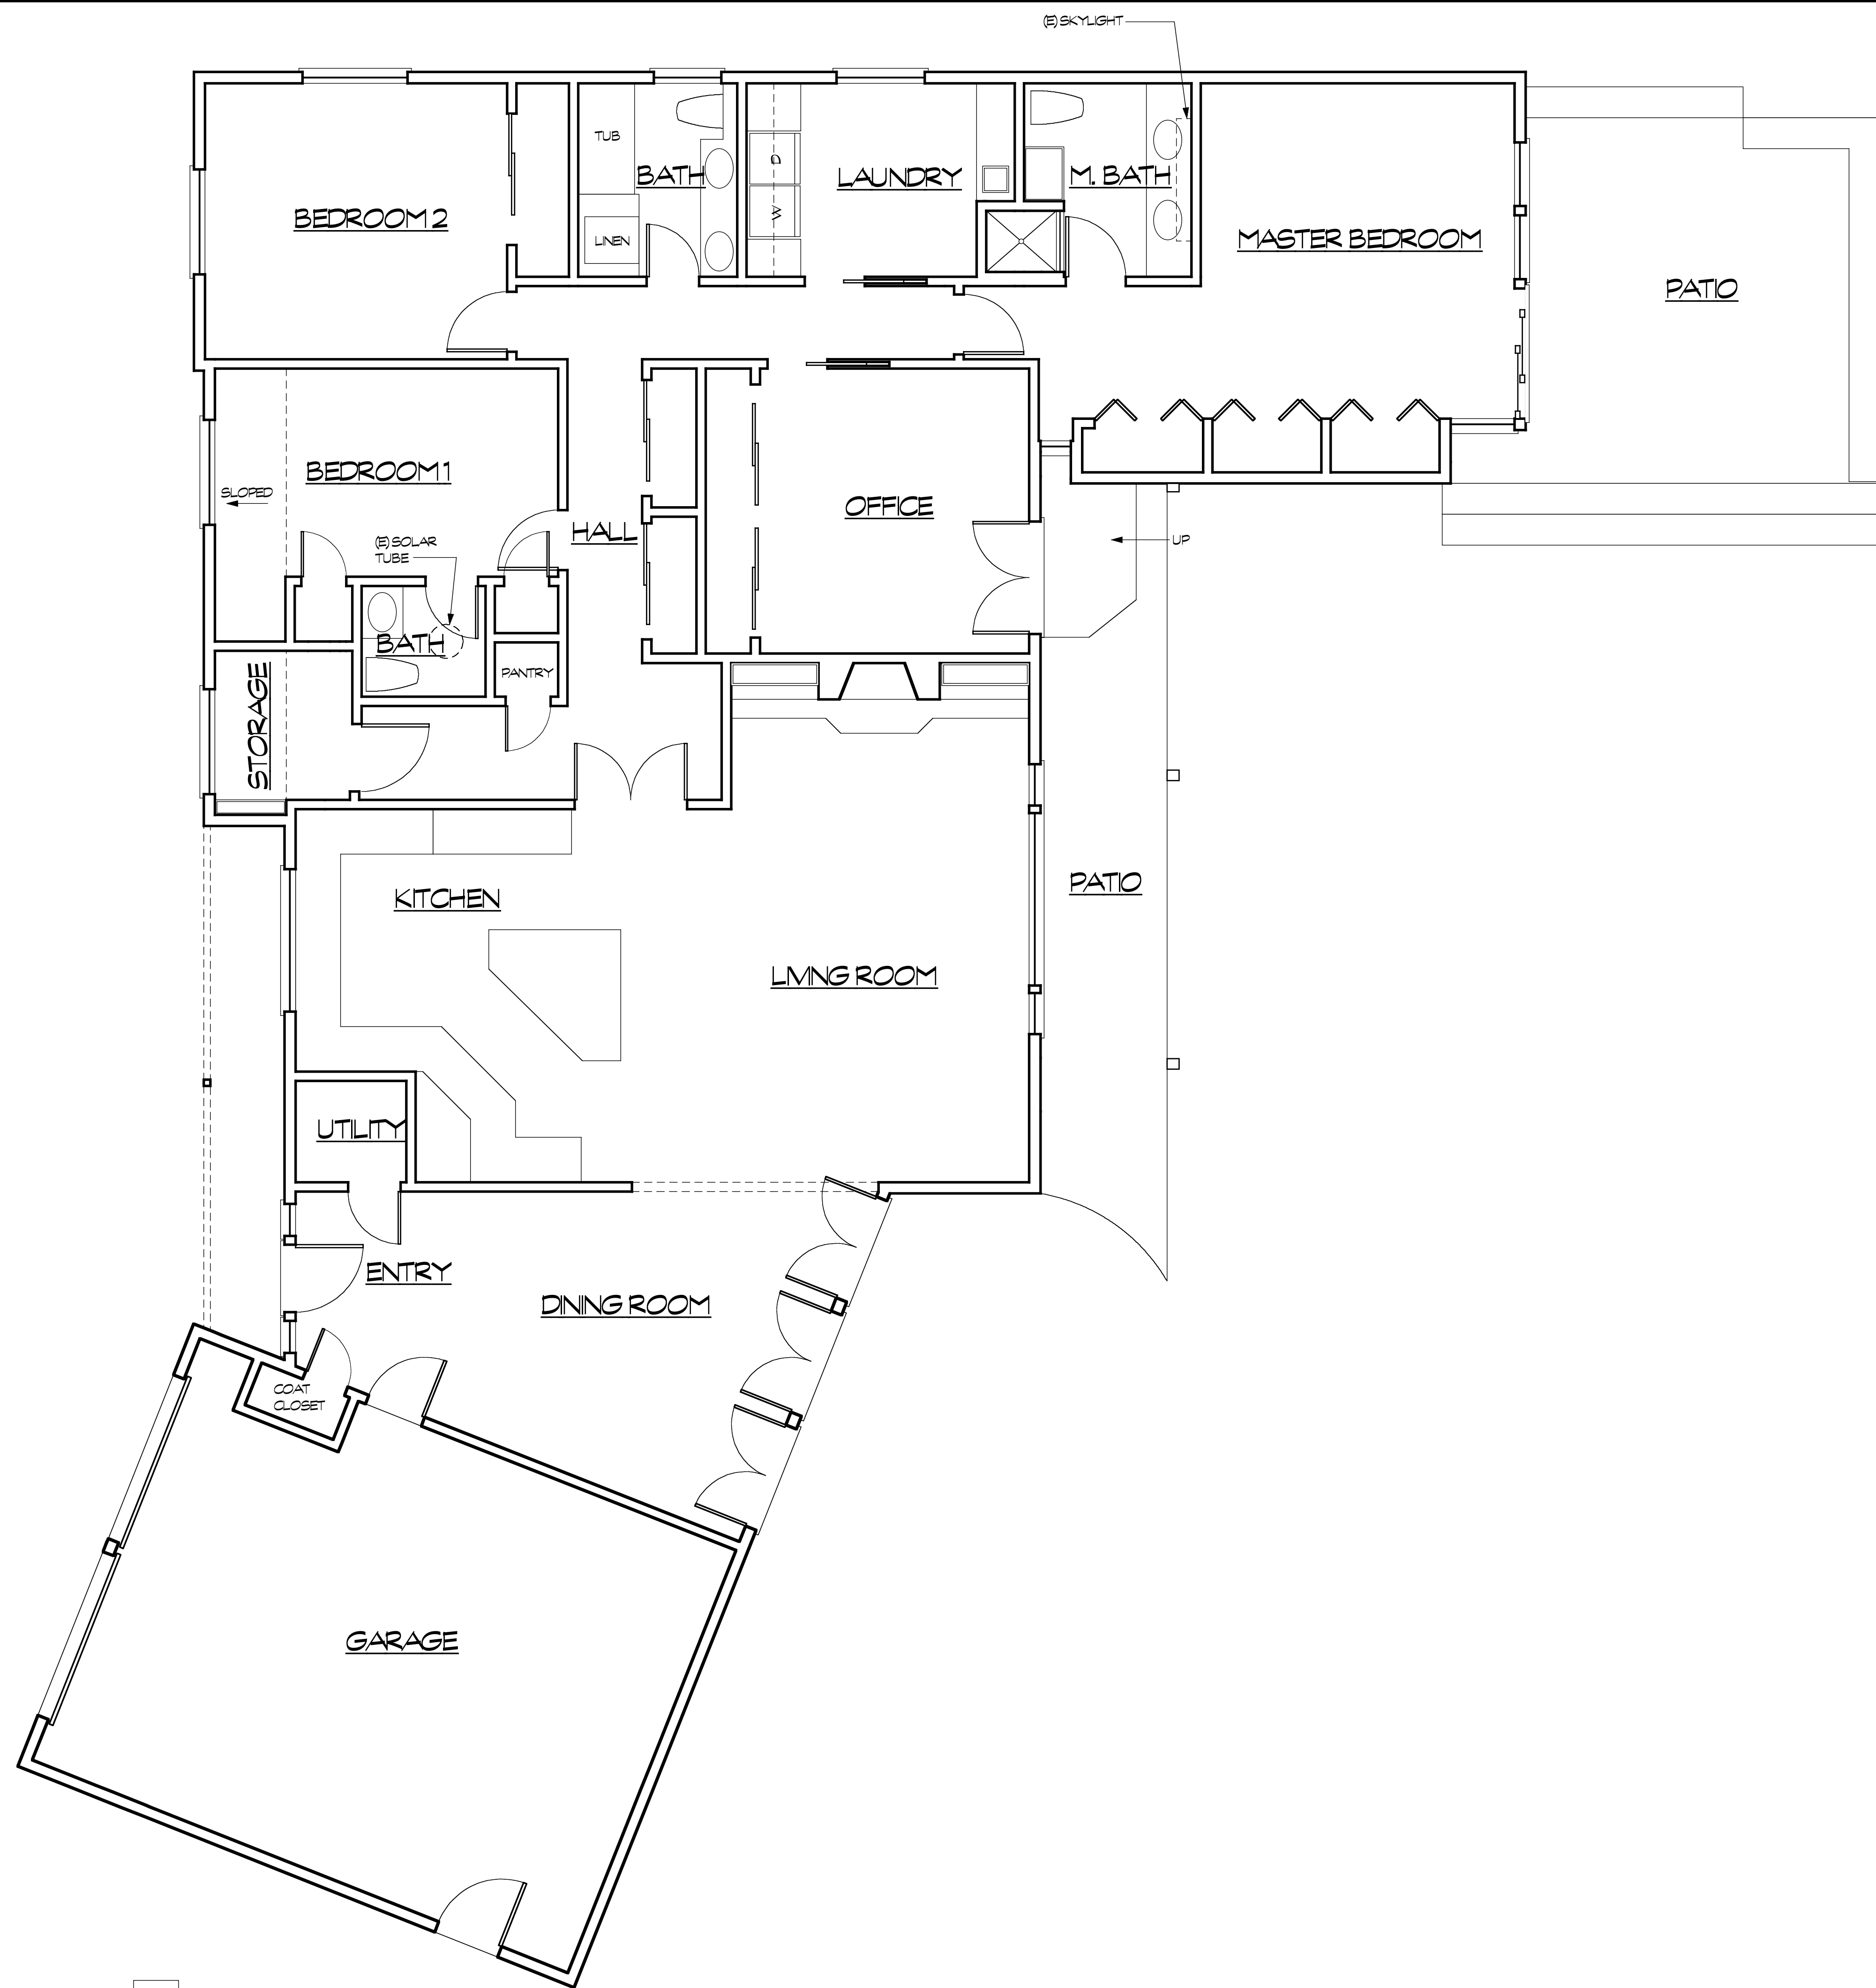 (E) SKYLIGHT
TUB
BATH
LAUNDRY
M. BATH
D
W
BEDROOM 2
LINEN
MASTER BEDROOM
PATIO
BEDROOM 1
SLOPED
OFFICE
HALL
(E) SOLAR
TUBE
UP
BATH
PANTRY
STORAGE
KITCHEN
PATIO
LIVING ROOM
UTILITY
ENTRY
DINING ROOM
COAT
CLOSET
GARAGE